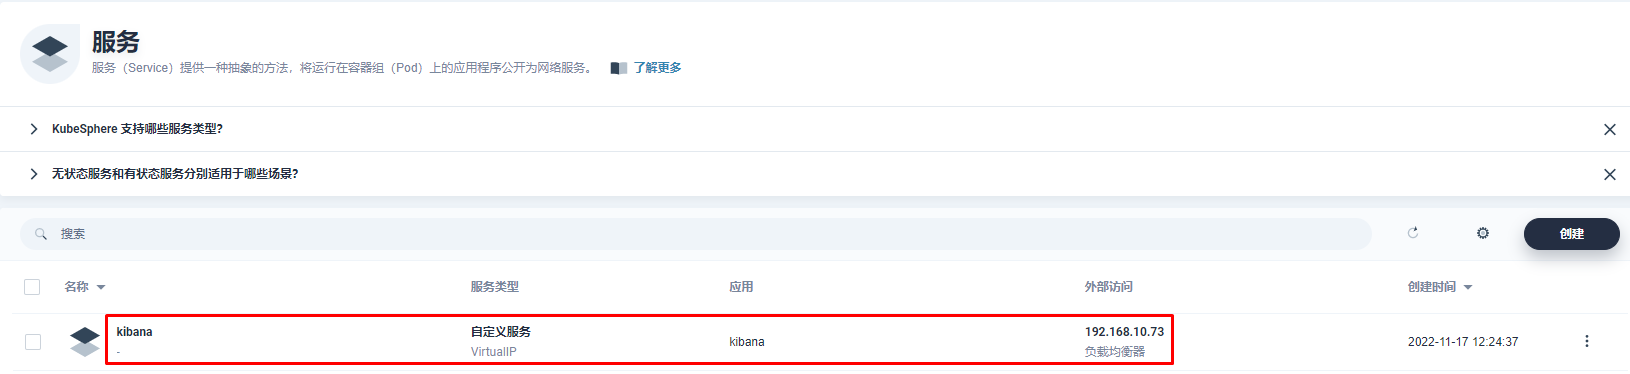 服务
服务（Service）提供一种抽象的方法，将运行在容器组（Pod）上的应用程序公开为网络服务。 了解更多
KubeSphere 支持哪些服务类型?
无状态服务和有状态服务分别适用于哪些场景?
搜索 创建
名称 服务类型 应用 外部访问 创建时间
kibana 自定义服务 kibana 192.168.10.73 2022-11-17 12:24:37
- VirtualIP 负载均衡器